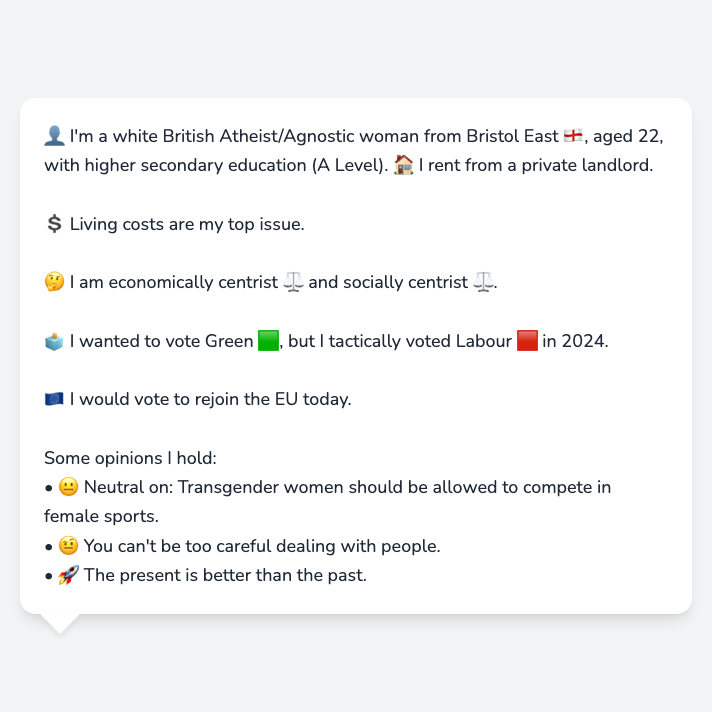 👤 I'm a white British Atheist/Agnostic woman from Bristol East 🏴󠁧󠁢󠁥󠁮󠁧󠁿, aged 22,
with higher secondary education (A Level). 🏠 I rent from a private landlord.
💲 Living costs are my top issue.
🤔 I am economically centrist ⚖️ and socially centrist ⚖️.
🗳️ I wanted to vote Green 🟩, but I tactically voted Labour 🟥 in 2024.
🇪🇺 I would vote to rejoin the EU today.
Some opinions I hold:
• 😐 Neutral on: Transgender women should be allowed to compete in
female sports.
• 🤨 You can't be too careful dealing with people.
• 🚀 The present is better than the past.